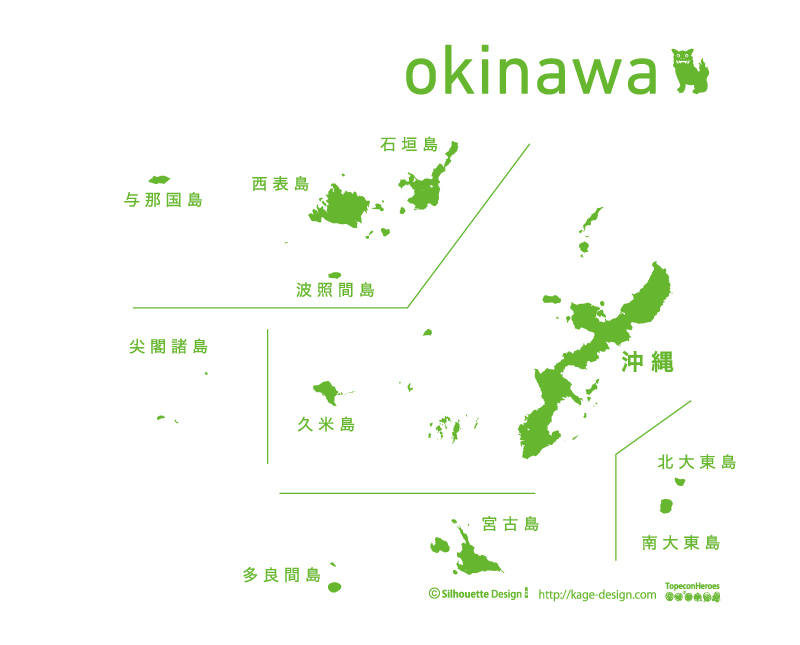 okinawa
石垣島
西表島
与那国島
波照間島
尖閣諸島
沖縄
久米島
北大東島
宮古島
南大東島
多良間島
© Silhouette Design
http://kage-design.com
TopeconHeroes